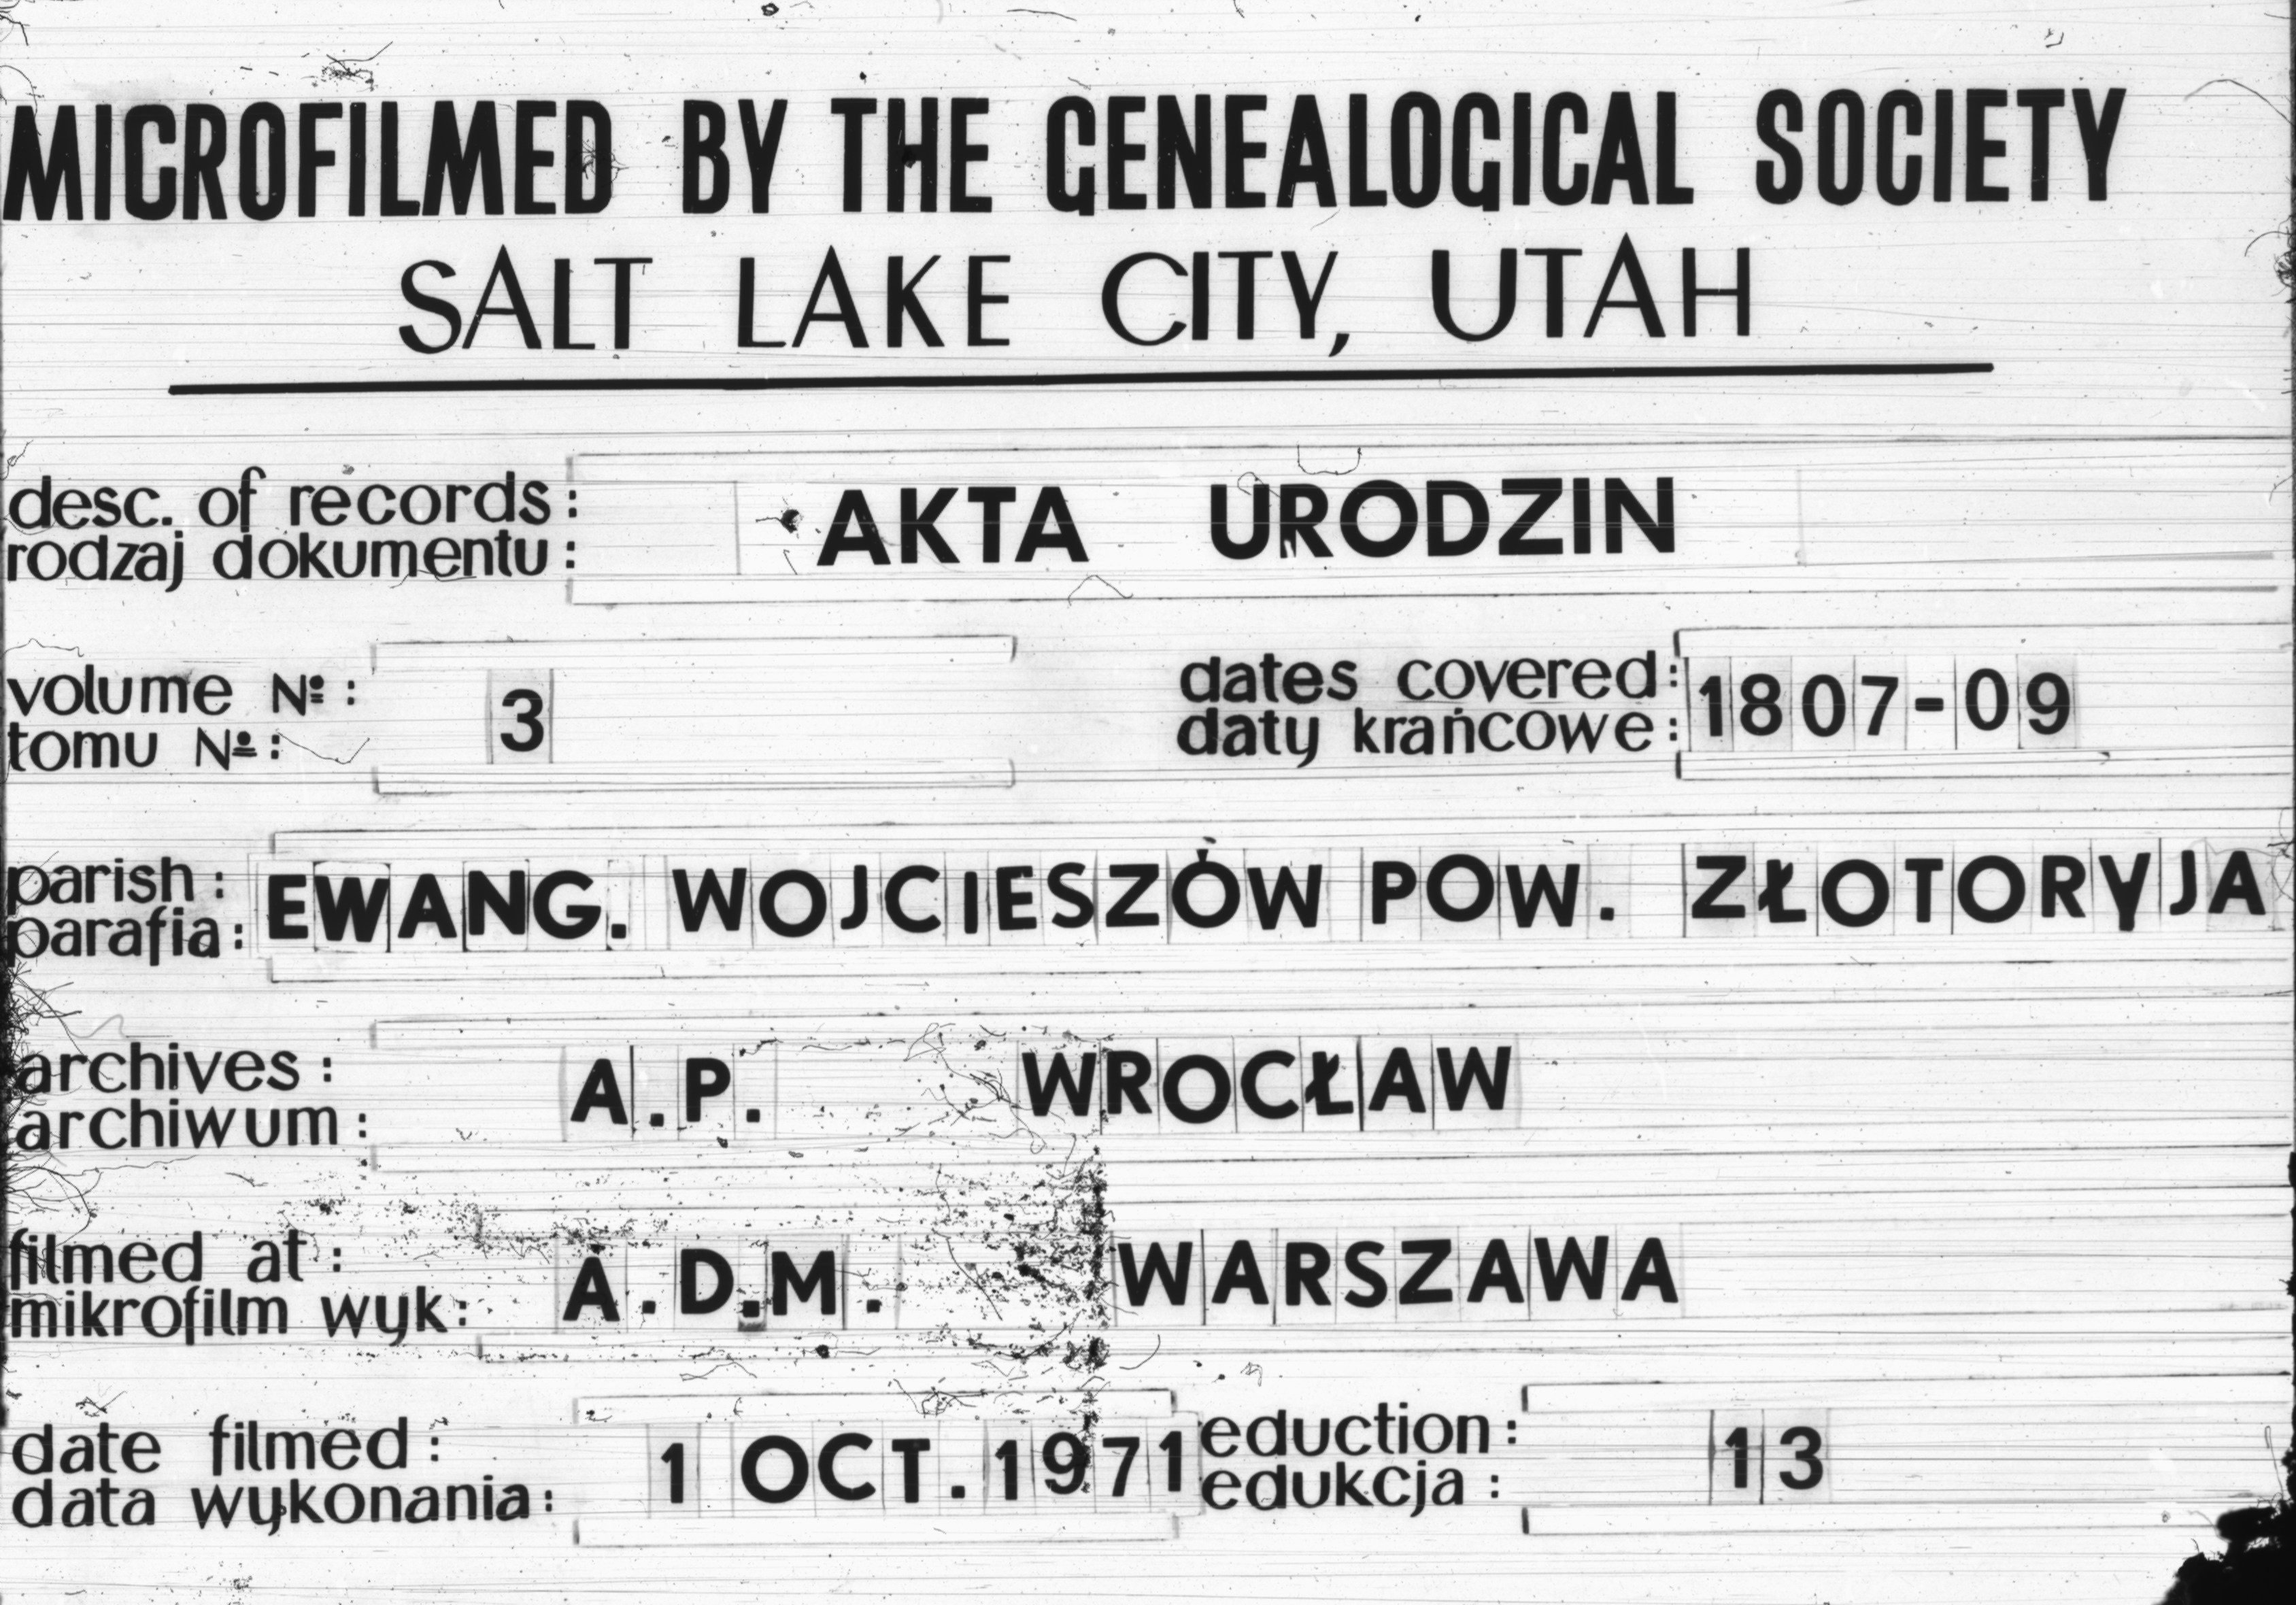 MICROFILMED BY THE GENEALOGICAL SOCIETY
SALT LAKE CITY, UTAH
desc. of records: AKTA URODZIN
rodzaj dokumentu:
volume №: 3 dates covered: 1807-09
tomu №: daty krańcowe:
parish: EWANG. WOJCIESZÓW POW. ZŁOTORYJA
parafia:
archives: A.P. WROCŁAW
archiwum:
filmed at: A.D.M. WARSZAWA
mikrofilm wyk:
date filmed: 1 OCT. 1971 eduction: 13
data wykonania: edukcja: